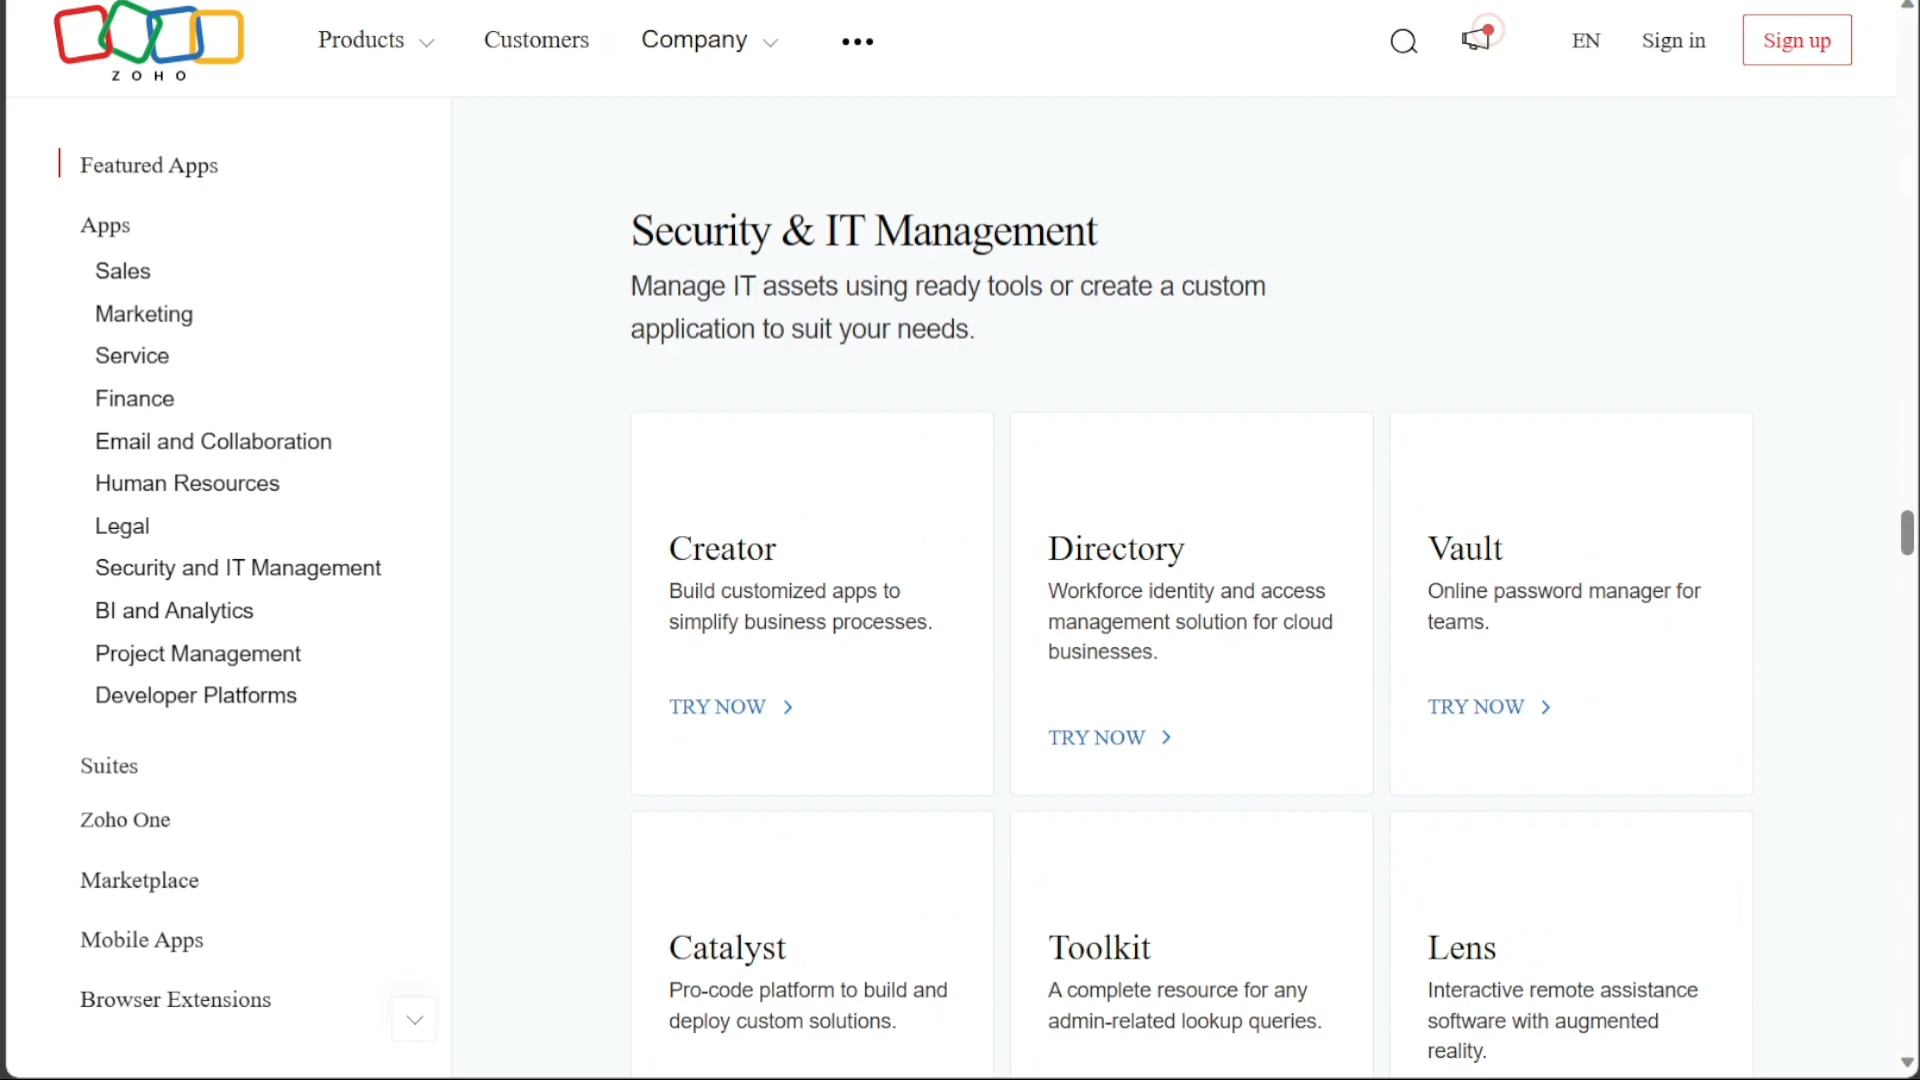 ZOHO
Products
Customers
Company
EN
Sign in
Sign up
Featured Apps
Apps
Sales
Marketing
Service
Finance
Email and Collaboration
Human Resources
Legal
Security and IT Management
BI and Analytics
Project Management
Developer Platforms
Suites
Zoho One
Marketplace
Mobile Apps
Browser Extensions
Security & IT Management
Manage IT assets using ready tools or create a custom
application to suit your needs.
Creator
Build customized apps to
simplify business processes.
TRY NOW
Directory
Workforce identity and access
management solution for cloud
businesses.
TRY NOW
Vault
Online password manager for
teams.
TRY NOW
Catalyst
Pro-code platform to build and
deploy custom solutions.
Toolkit
A complete resource for any
admin-related lookup queries.
Lens
Interactive remote assistance
software with augmented
reality.